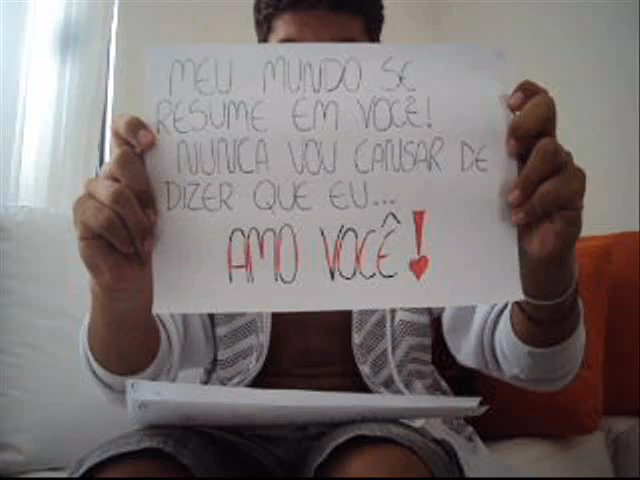 MEU MUNDO SE
RESUME EM VOCÊ!
NUNCA VOU CANSAR DE
DIZER QUE EU...
AMO VOCÊ!